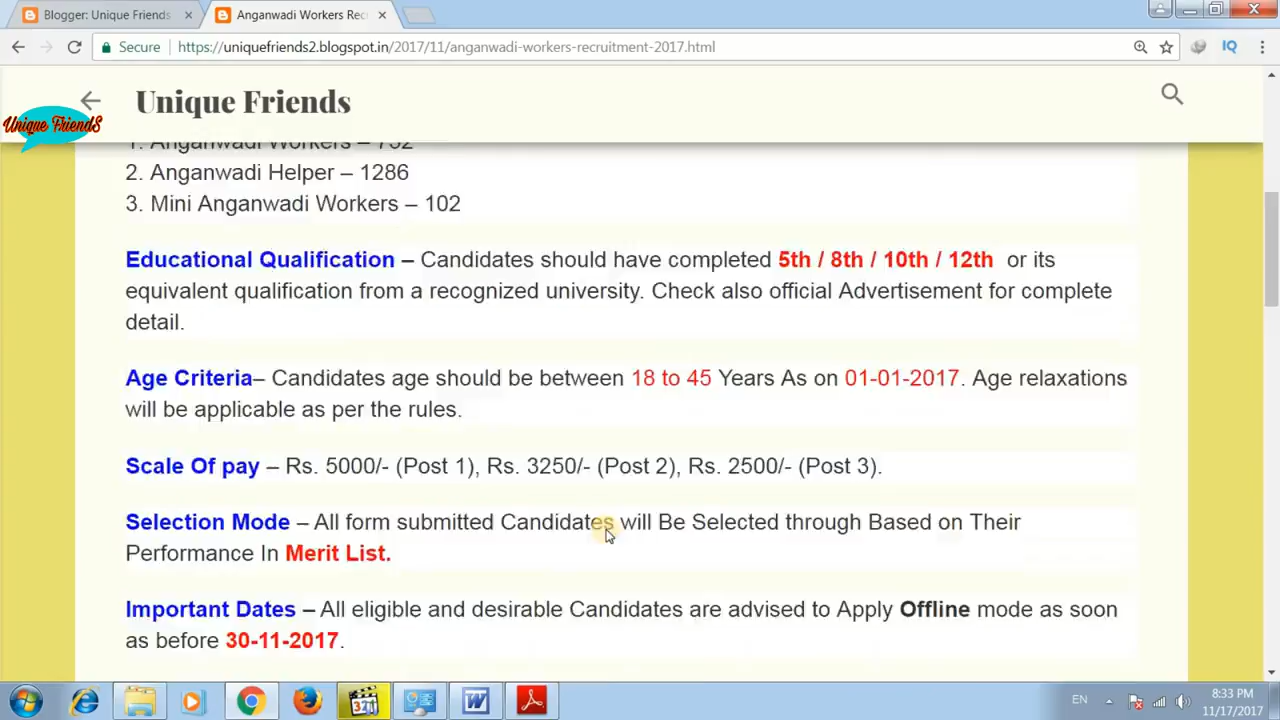 Blogger: Unique Friends
Anganwadi Workers Rec
Secure
https://uniquefriends2.blogspot.in/2017/11/anganwadi-workers-recruitment-2017.html
IQ
Unique FriendS
Unique Friends
1. Anganwadi Workers –
2. Anganwadi Helper – 1286
3. Mini Anganwadi Workers – 102
Educational Qualification – Candidates should have completed 5th / 8th / 10th / 12th or its
equivalent qualification from a recognized university. Check also official Advertisement for complete
detail.
Age Criteria– Candidates age should be between 18 to 45 Years As on 01-01-2017. Age relaxations
will be applicable as per the rules.
Scale Of pay – Rs. 5000/- (Post 1), Rs. 3250/- (Post 2), Rs. 2500/- (Post 3).
Selection Mode – All form submitted Candidates will Be Selected through Based on Their
Performance In Merit List.
Important Dates – All eligible and desirable Candidates are advised to Apply Offline mode as soon
as before 30-11-2017.
321
EN
8:33 PM
11/17/2017